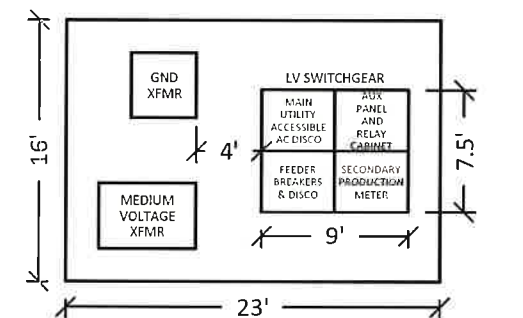 GND
XFMR
LV SWITCHGEAR
MAIN
UTILITY
ACCESSIBLE
AC DISCO
AUX
PANEL
AND
RELAY
CABINET
16'
4'
7.5'
FEEDER
BREAKERS
& DISCO
SECONDARY
PRODUCTION
METER
MEDIUM
VOLTAGE
XFMR
9'
23'